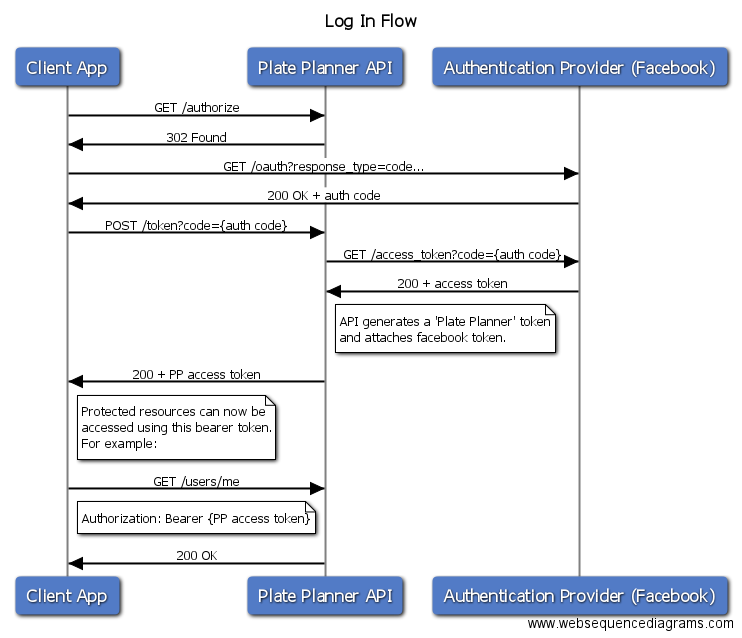 Log In Flow
Client App
Plate Planner API
Authentication Provider (Facebook)
GET /authorize
302 Found
GET /oauth?response_type=code...
200 OK + auth code
POST /token?code={auth code}
GET /access_token?code={auth code}
200 + access token
API generates a 'Plate Planner' token
and attaches facebook token.
200 + PP access token
Protected resources can now be
accessed using this bearer token.
For example:
GET /users/me
Authorization: Bearer {PP access token}
200 OK
Client App
Plate Planner API
Authentication Provider (Facebook)
www.websequencediagrams.com